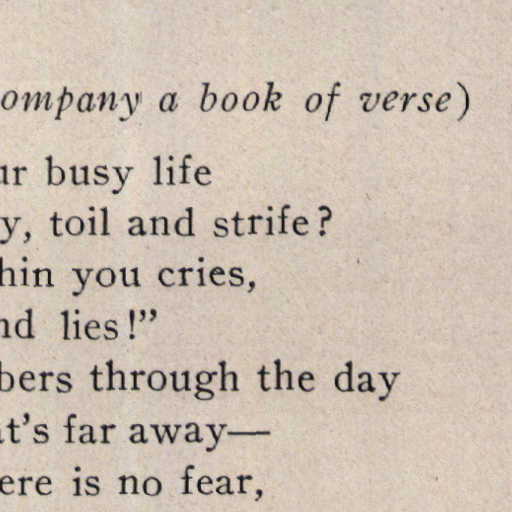 ompany a book of verse)
ur busy life
y, toil and strife?
hin you cries,
nd lies!”
bers through the day
t’s far away—
ere is no fear,